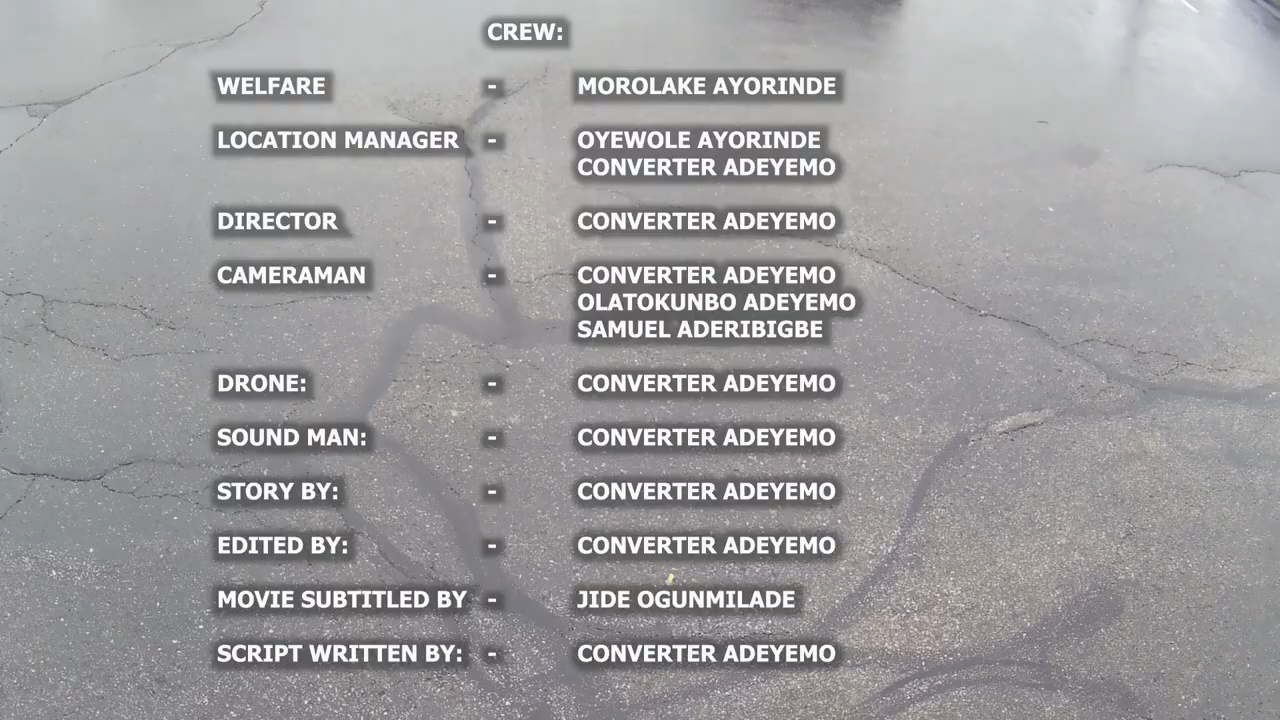 CREW:
WELFARE - MOROLAKE AYORINDE
LOCATION MANAGER - OYEWOLE AYORINDE
CONVERTER ADEYEMO
DIRECTOR - CONVERTER ADEYEMO
CAMERAMAN - CONVERTER ADEYEMO
OLATOKUNBO ADEYEMO
SAMUEL ADERIBIGBE
DRONE: - CONVERTER ADEYEMO
SOUND MAN: - CONVERTER ADEYEMO
STORY BY: - CONVERTER ADEYEMO
EDITED BY: - CONVERTER ADEYEMO
MOVIE SUBTITLED BY - JIDE OGUNMILADE
SCRIPT WRITTEN BY: - CONVERTER ADEYEMO